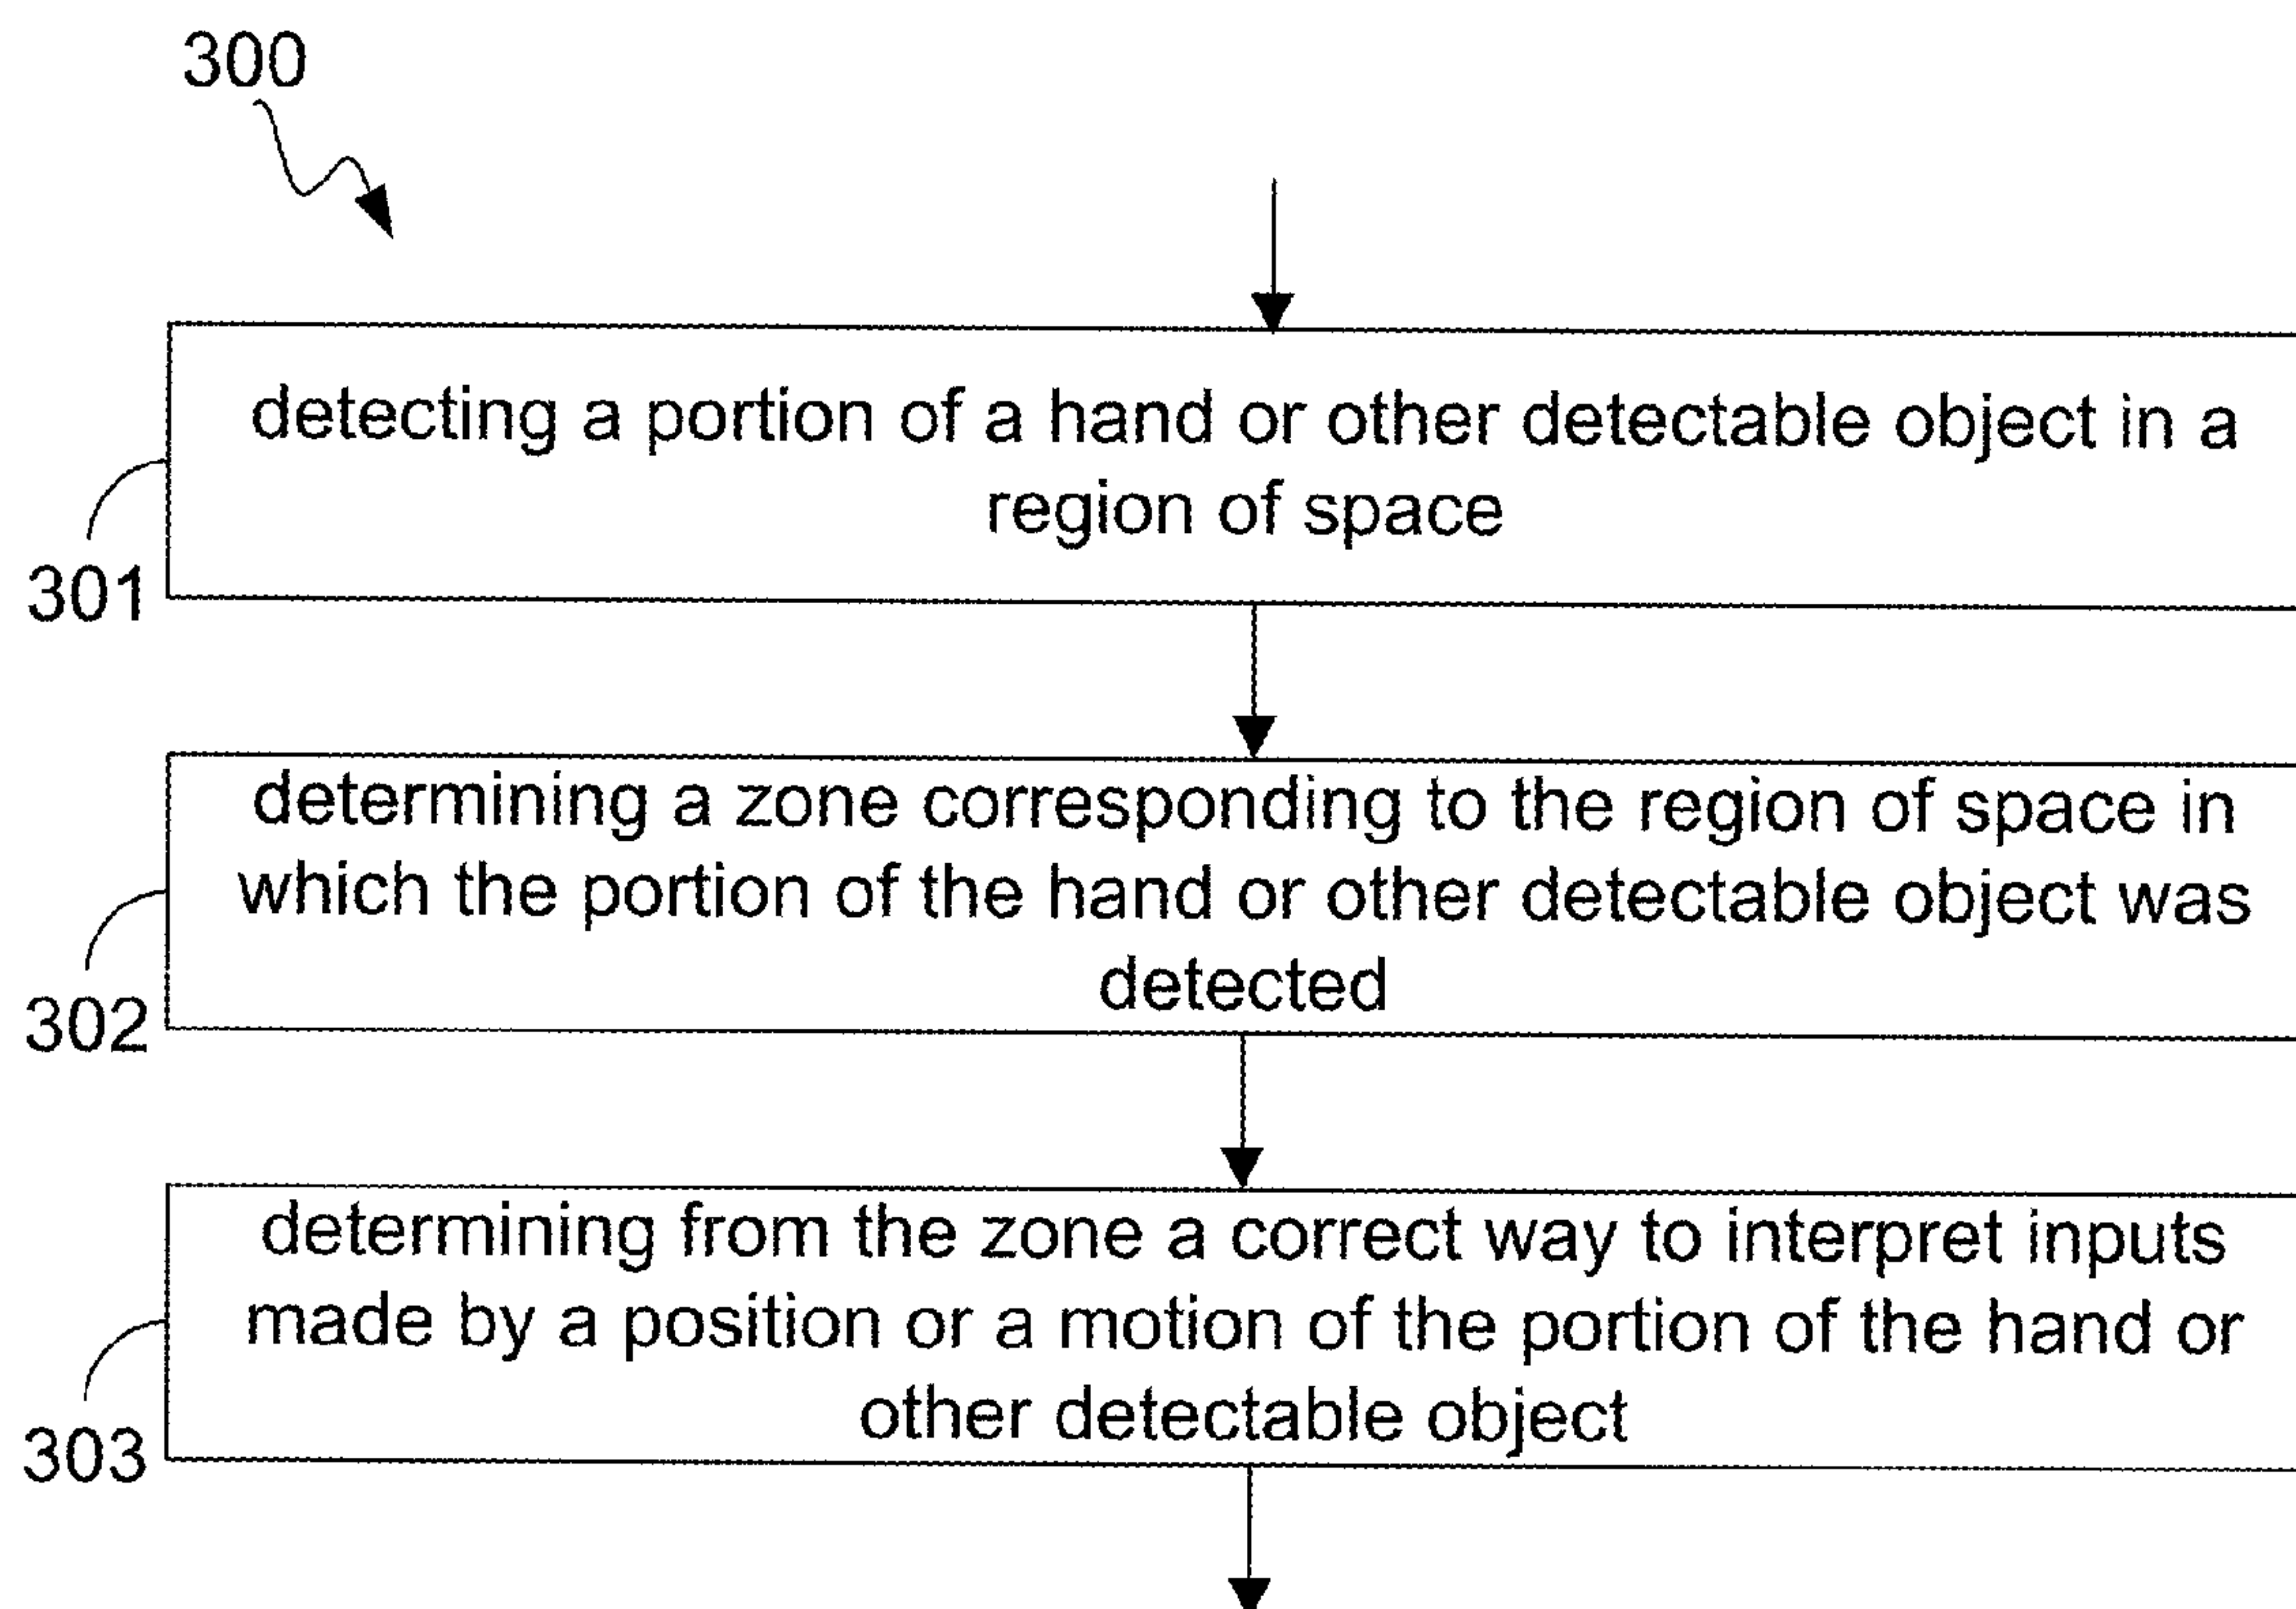 300
detecting a portion of a hand or other detectable object in a
region of space
301
determining a zone corresponding to the region of space in
which the portion of the hand or other detectable object was
detected
302
determining from the zone a correct way to interpret inputs
made by a position or a motion of the portion of the hand or
other detectable object
303